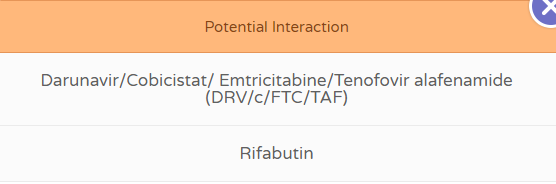 Potential Interaction
Darunavir/Cobicistat/ Emtricitabine/Tenofovir alafenamide
(DRV/c/FTC/TAF)
Rifabutin